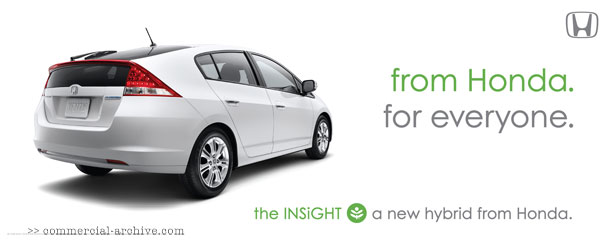 from Honda.
for everyone.
the INSiGHT a new hybrid from Honda.
>> commercial-archive.com